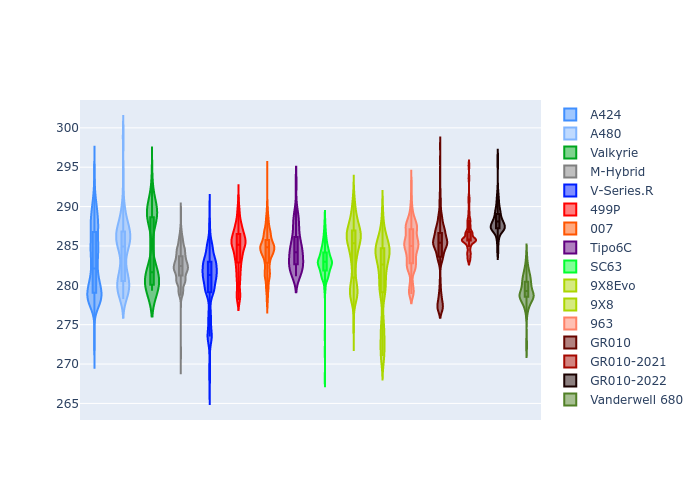 300
295
290
285
280
275
270
265
A424
A480
Valkyrie
M-Hybrid
V-Series.R
499P
007
Tipo6C
SC63
9X8Evo
9X8
963
GR010
GR010-2021
GR010-2022
Vanderwell 680